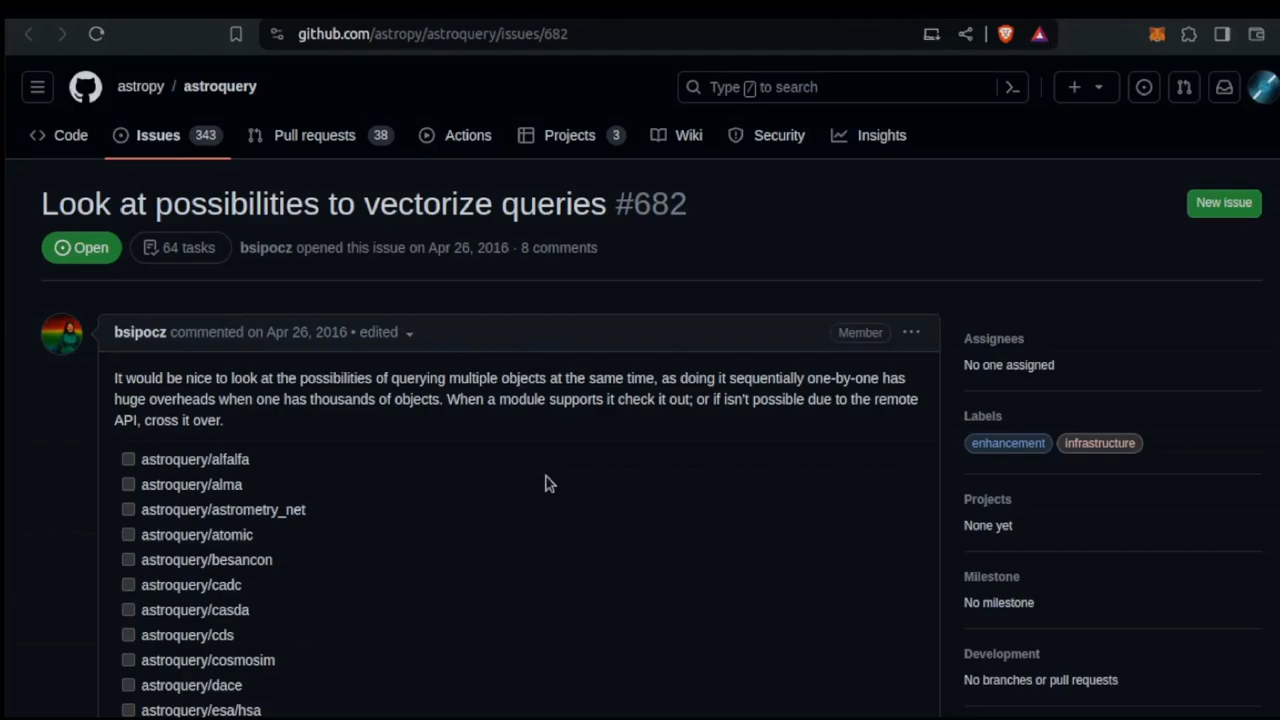 github.com/astropy/astroquery/issues/682
astropy / astroquery
Type / to search
Code
Issues 343
Pull requests 38
Actions
Projects 3
Wiki
Security
Insights
Look at possibilities to vectorize queries #682
New issue
Open
64 tasks
bsipocz opened this issue on Apr 26, 2016 · 8 comments
bsipocz commented on Apr 26, 2016 • edited
Member
It would be nice to look at the possibilities of querying multiple objects at the same time, as doing it sequentially one-by-one has
huge overheads when one has thousands of objects. When a module supports it check it out; or if isn't possible due to the remote
API, cross it over.
astroquery/alfalfa
astroquery/alma
astroquery/astrometry_net
astroquery/atomic
astroquery/besancon
astroquery/cadc
astroquery/casda
astroquery/cds
astroquery/cosmosim
astroquery/dace
astroquery/esa/hsa
Assignees
No one assigned
Labels
enhancement
infrastructure
Projects
None yet
Milestone
No milestone
Development
No branches or pull requests